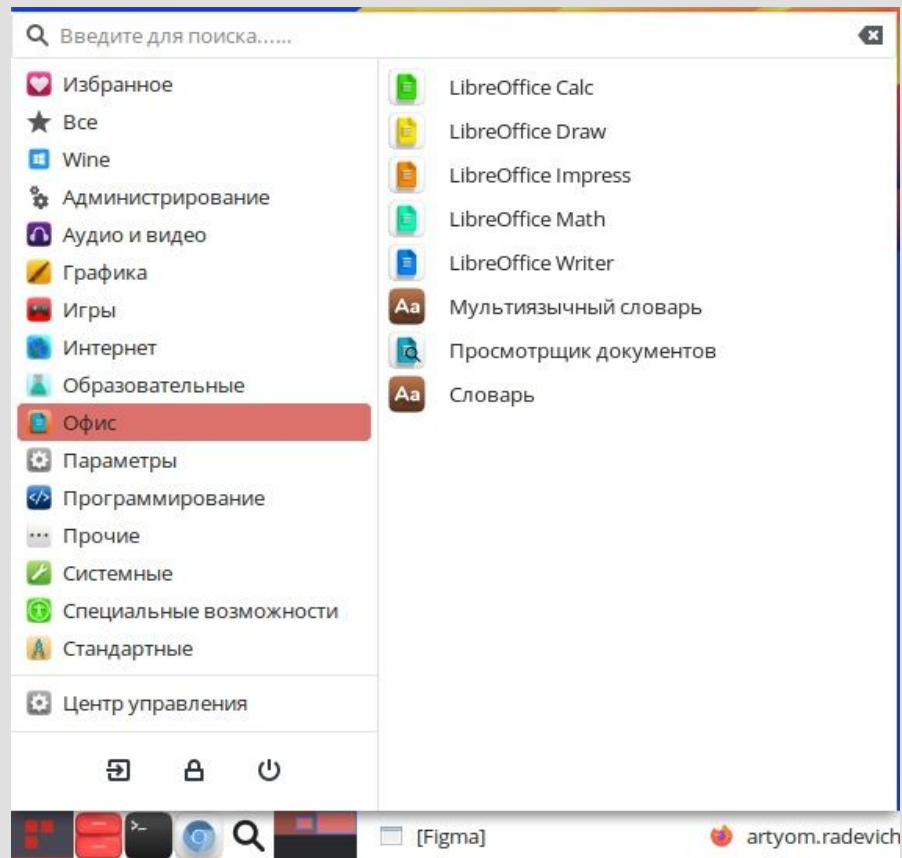 Введите для поиска......
Избранное
Все
Wine
Администрирование
Аудио и видео
Графика
Игры
Интернет
Образовательные
Офис
Параметры
Программирование
Прочие
Системные
Специальные возможности
Стандартные
Центр управления
LibreOffice Calc
LibreOffice Draw
LibreOffice Impress
LibreOffice Math
LibreOffice Writer
Aa Мультиязычный словарь
Просмотрщик документов
Aa Словарь
[Figma]
artyom.radevich